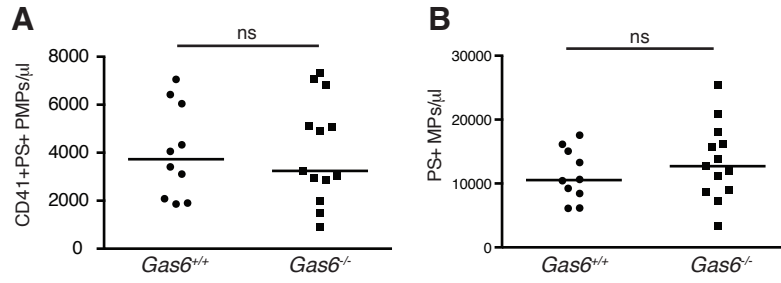 A
ns
CD41+PS+ PMPs/µl
8000
6000
4000
2000
0
Gas6+/+
Gas6-/-
B
ns
PS+ MPs/µl
30000
20000
10000
0
Gas6+/+
Gas6-/-